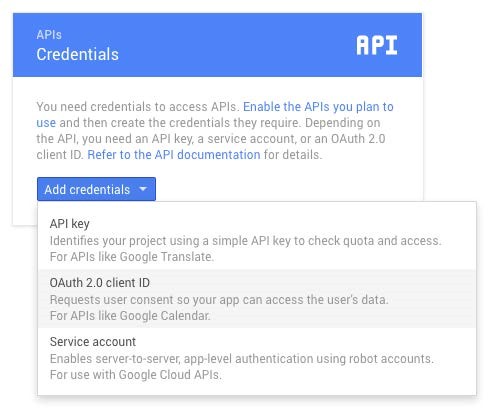 APIs
Credentials
API
You need credentials to access APIs. Enable the APIs you plan to
use and then create the credentials they require. Depending on
the API, you need an API key, a service account, or an OAuth 2.0
client ID. Refer to the API documentation for details.
Add credentials
API key
Identifies your project using a simple API key to check quota and access.
For APIs like Google Translate.
OAuth 2.0 client ID
Requests user consent so your app can access the user's data.
For APIs like Google Calendar.
Service account
Enables server-to-server, app-level authentication using robot accounts.
For use with Google Cloud APIs.